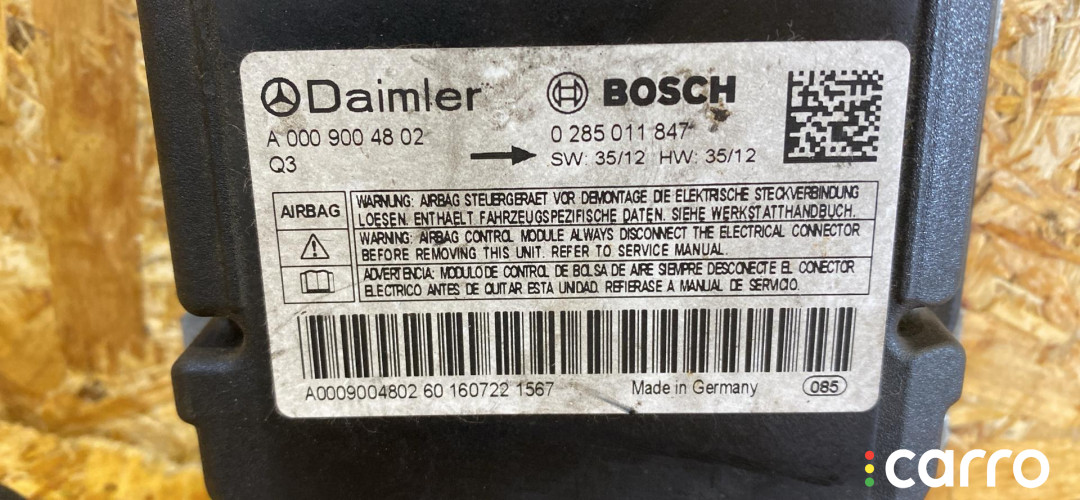 Daimler
BOSCH
A 000 900 48 02
0 285 011 847
Q3
SW: 35/12 HW: 35/12
AIRBAG
WARNUNG: AIRBAG STEUERGERAET VOR DEMONTAGE DIE ELEKTRISCHE STECKVERBINDUNG
LOESEN. ENTHAELT FAHRZEUGSPEZIFISCHE DATEN. SIEHE WERKSTATTHANDBUCH.
WARNING: AIRBAG CONTROL MODULE ALWAYS DISCONNECT THE ELECTRICAL CONNECTOR
BEFORE REMOVING THIS UNIT. REFER TO SERVICE MANUAL.
ADVERTENCIA: MODULO DE CONTROL DE BOLSA DE AIRE SIEMPRE DESCONECTE EL CONECTOR
ELECTRICO ANTES DE QUITAR ESTA UNIDAD. REFIERASE A MANUAL DE SERVICIO.
A0009004802 60 160722 1567
Made in Germany
085
carro